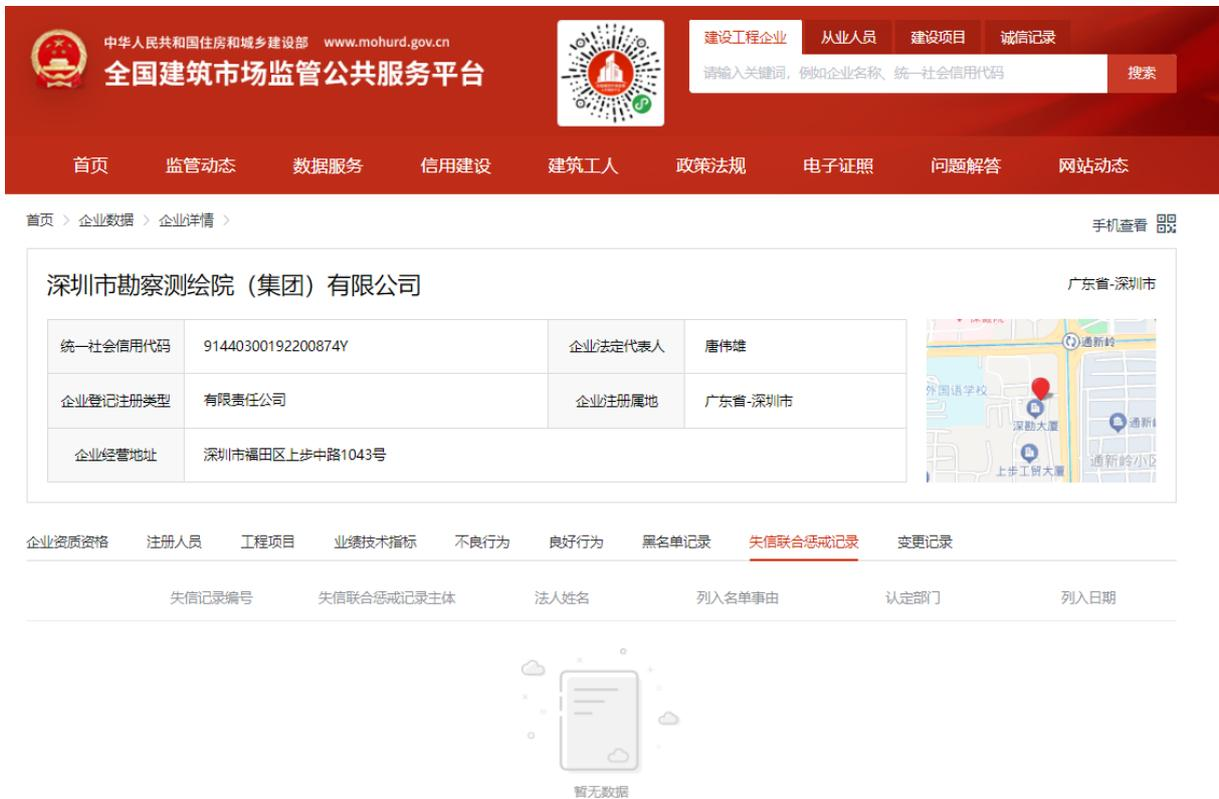 中华人民共和国住房和城乡建设部 www.mohurd.gov.cn
全国建筑市场监管公共服务平台
建设工程企业 从业人员 建设项目 诚信记录
请输入关键词，例如企业名称、统一社会信用代码 搜索
首页 监管动态 数据服务 信用建设 建筑工人 政策法规 电子证照 问题解答 网站动态
首页 > 企业数据 > 企业详情 >
手机查看
深圳市勘察测绘院（集团）有限公司
广东省-深圳市
统一社会信用代码 91440300192200874Y 企业法定代表人 唐伟雄
企业登记注册类型 有限责任公司 企业注册属地 广东省-深圳市
企业经营地址 深圳市福田区上步中路1043号
通新岭
外国语学校
深勘大厦
通新
上步工贸大厦
通新岭小区
企业资质资格 注册人员 工程项目 业绩技术指标 不良行为 良好行为 黑名单记录 失信联合惩戒记录 变更记录
失信记录编号 失信联合惩戒记录主体 法人姓名 列入名单事由 认定部门 列入日期
暂无数据